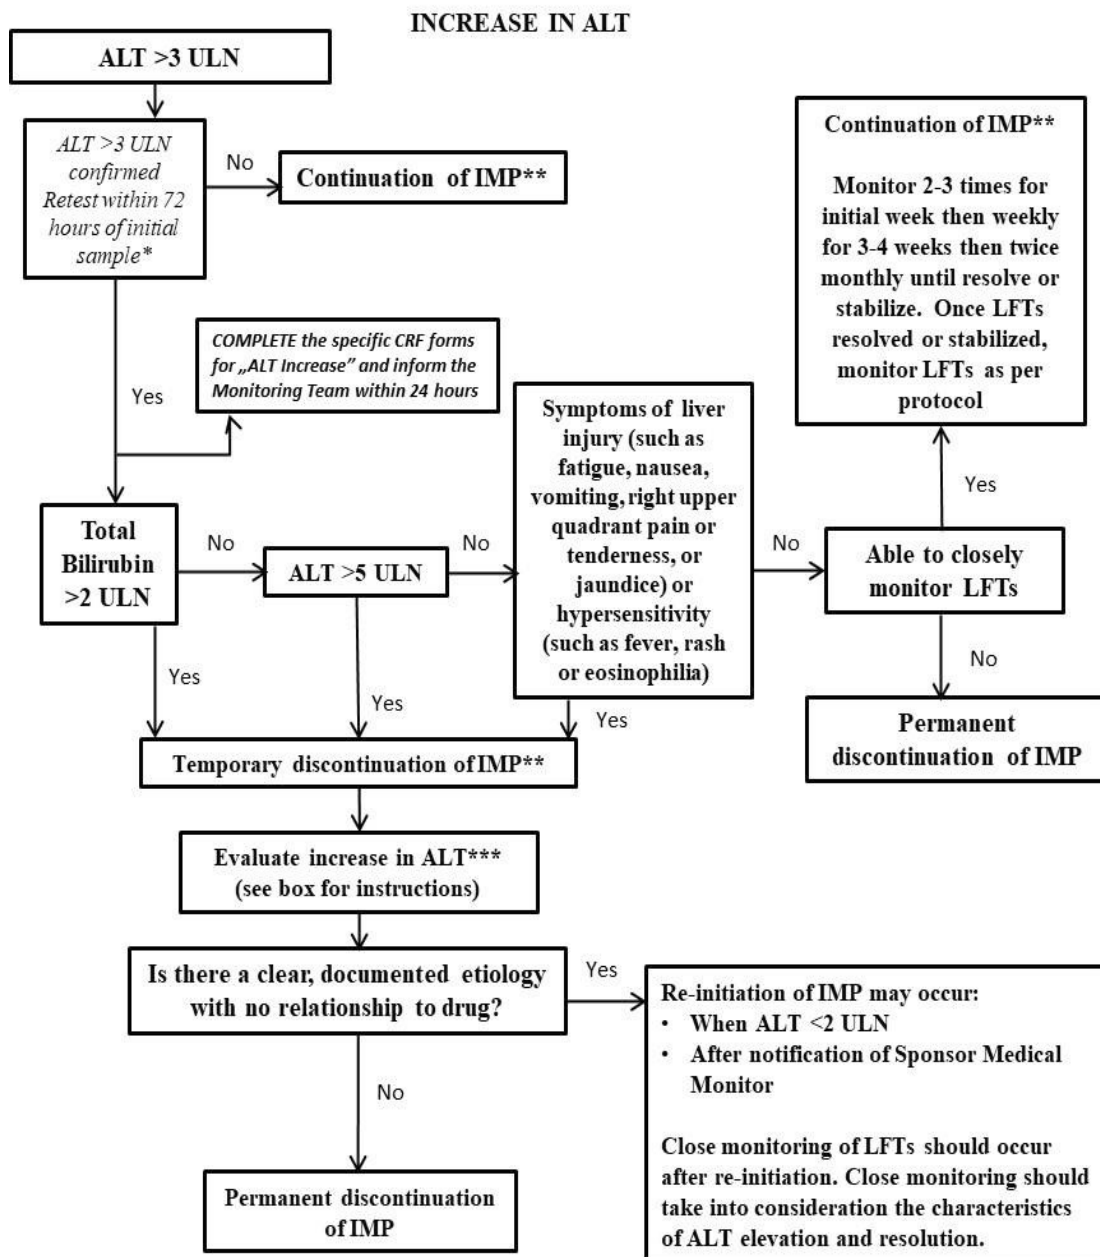 INCREASE IN ALT
ALT >3 ULN
ALT >3 ULN
confirmed
Retest within 72
hours of initial
sample*
No
Continuation of IMP**
Continuation of IMP**
Monitor 2-3 times for
initial week then weekly
for 3-4 weeks then twice
monthly until resolve or
stabilize. Once LFTs
resolved or stabilized,
monitor LFTs as per
protocol
Yes
COMPLETE the specific CRF forms
for „ALT Increase” and inform the
Monitoring Team within 24 hours
Total
Bilirubin
>2 ULN
No
ALT >5 ULN
No
Symptoms of liver
injury (such as
fatigue, nausea,
vomiting, right upper
quadrant pain or
tenderness, or
jaundice) or
hypersensitivity
(such as fever, rash
or eosinophilia)
No
Able to closely
monitor LFTs
Yes
No
Permanent
discontinuation of IMP
Yes
Yes
Yes
Temporary discontinuation of IMP**
Evaluate increase in ALT***
(see box for instructions)
Is there a clear, documented etiology
with no relationship to drug?
Yes
Re-initiation of IMP may occur:
• When ALT <2 ULN
• After notification of Sponsor Medical
Monitor
Close monitoring of LFTs should occur
after re-initiation. Close monitoring should
take into consideration the characteristics
of ALT elevation and resolution.
No
Permanent discontinuation
of IMP